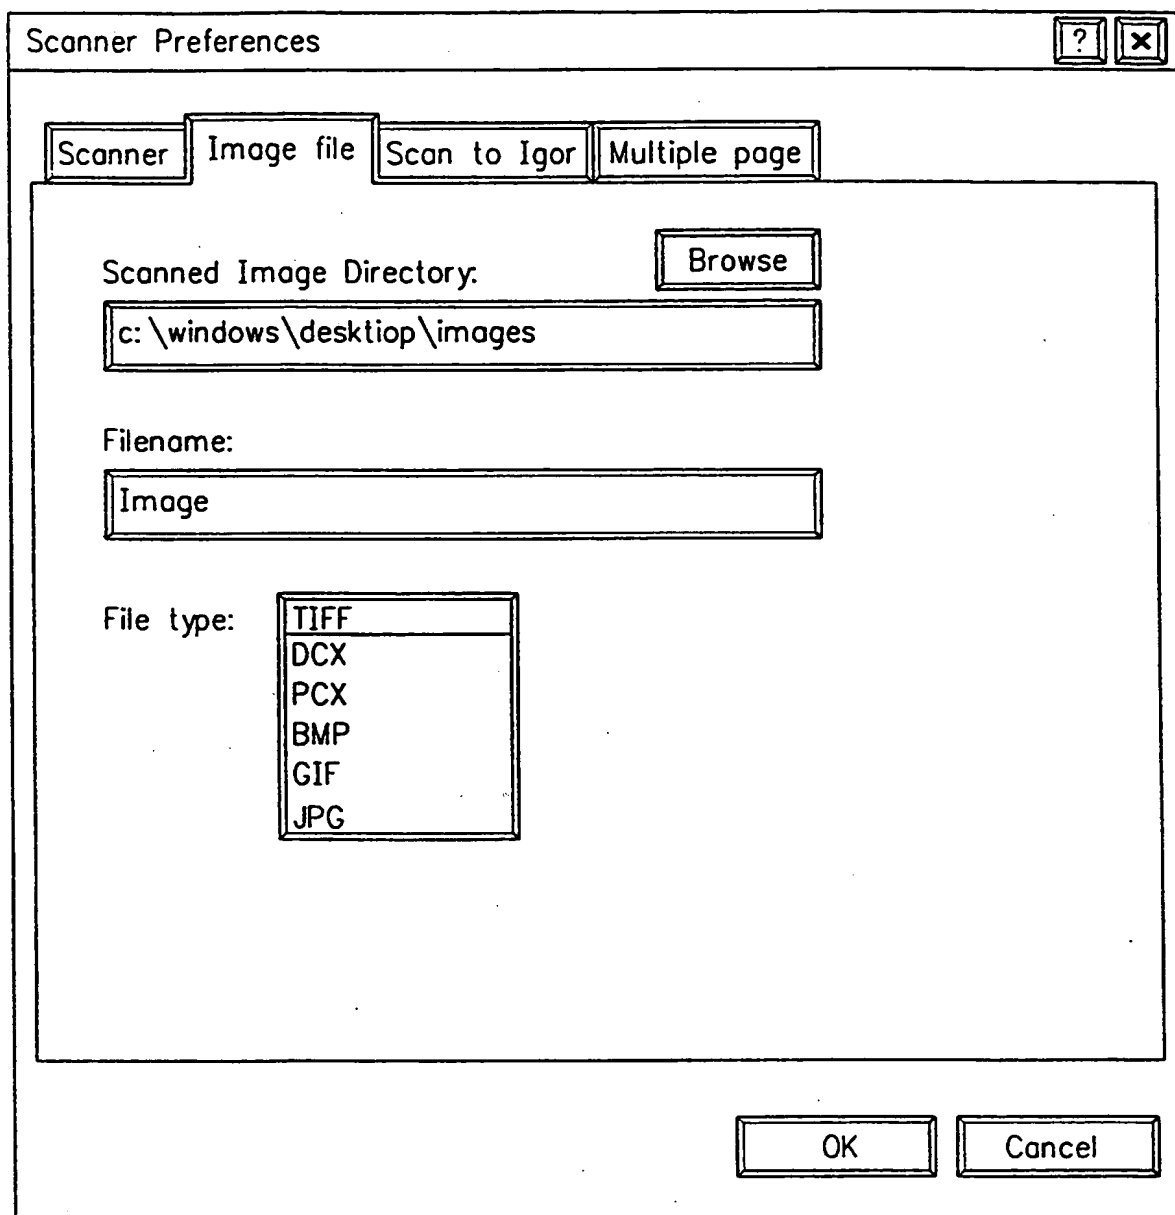 Scanner Preferences ? ×
Scanner Image file Scan to Igor Multiple page
Scanned Image Directory: Browse
c:\windows\desktiop\images
Filename:
Image
File type: TIFF
DCX
PCX
BMP
GIF
JPG
OK Cancel